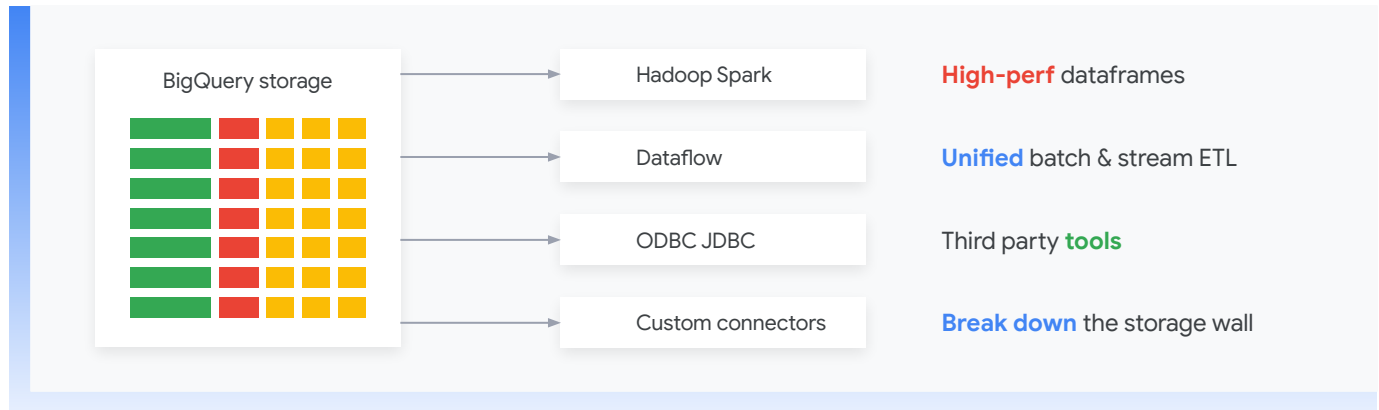 BigQuery storage
Hadoop Spark
High-perf dataframes
Dataflow
Unified batch & stream ETL
ODBC JDBC
Third party tools
Custom connectors
Break down the storage wall